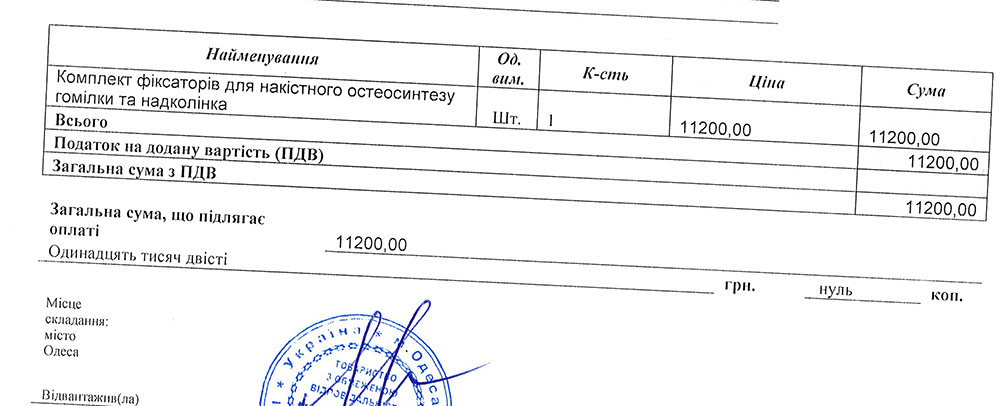 Найменування Од. вим. К-сть Ціна Сума
Комплект фіксаторів для накістного остеосинтезу
гомілки та надколінка Шт. 1 11200,00 11200,00
Всього 11200,00
Податок на додану вартість (ПДВ)
Загальна сума з ПДВ 11200,00
Загальна сума, що підлягає
оплаті 11200,00
Одинадцять тисяч двісті грн. нуль коп.
Місце
складання:
місто
Одеса
* Україна * м.Одеса
ТОВАРИСТВО
З ОБМЕЖЕНОЮ
Відвантажив(ла)